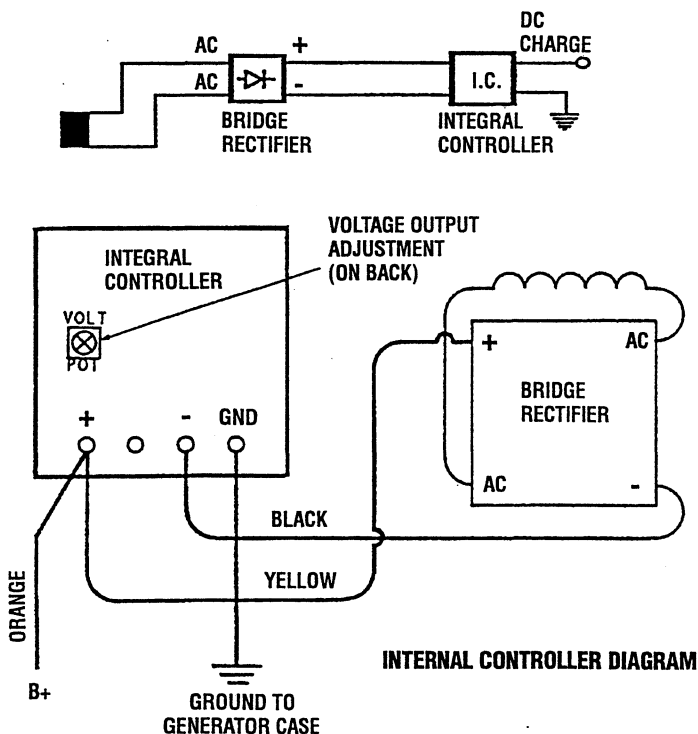 DC
CHARGE
AC
+
AC
-
I.C.
BRIDGE
RECTIFIER
INTEGRAL
CONTROLLER
VOLTAGE OUTPUT
ADJUSTMENT
(ON BACK)
INTEGRAL
CONTROLLER
VOLT
POT
+
-
GND
+
AC
BRIDGE
RECTIFIER
AC
-
BLACK
YELLOW
ORANGE
B+
GROUND TO
GENERATOR CASE
INTERNAL CONTROLLER DIAGRAM